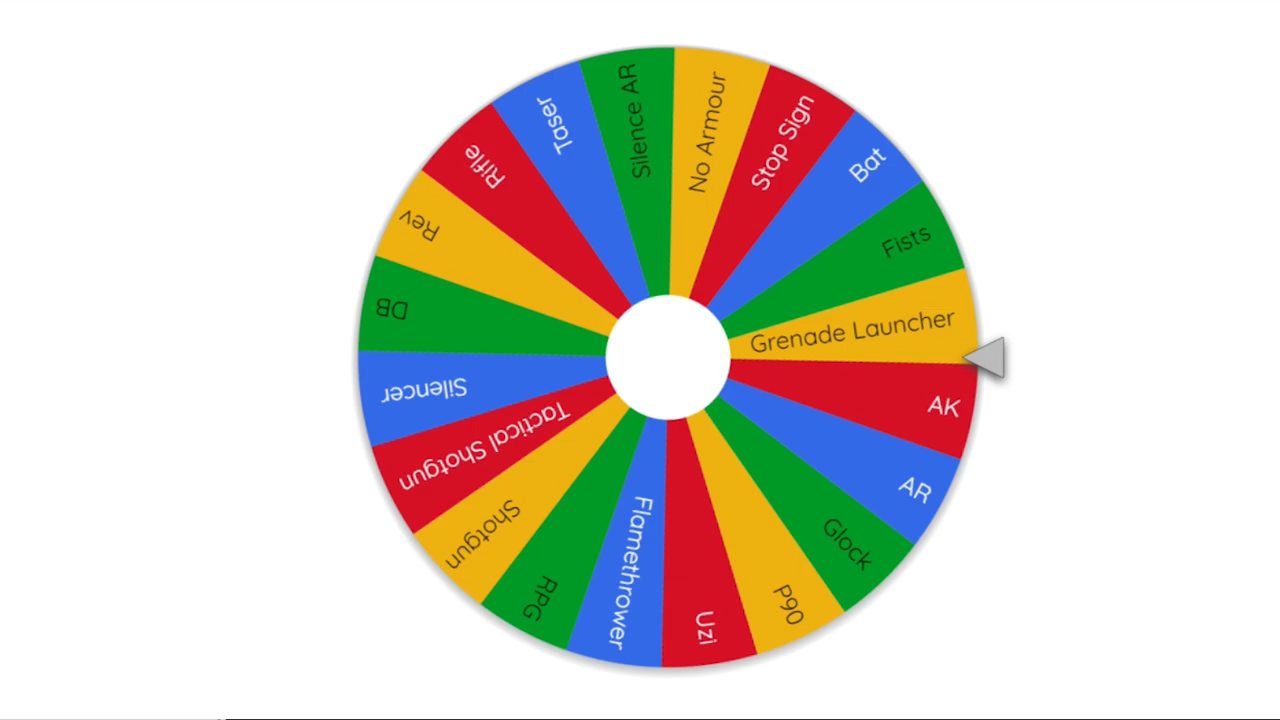 Silence AR
No Armour
Stop Sign
Bat
Fists
Grenade Launcher
AK
AR
Glock
P90
Uzi
Flamethrower
RPG
Shotgun
Tactical Shotgun
Silencer
DB
Rev
Rifle
Taser